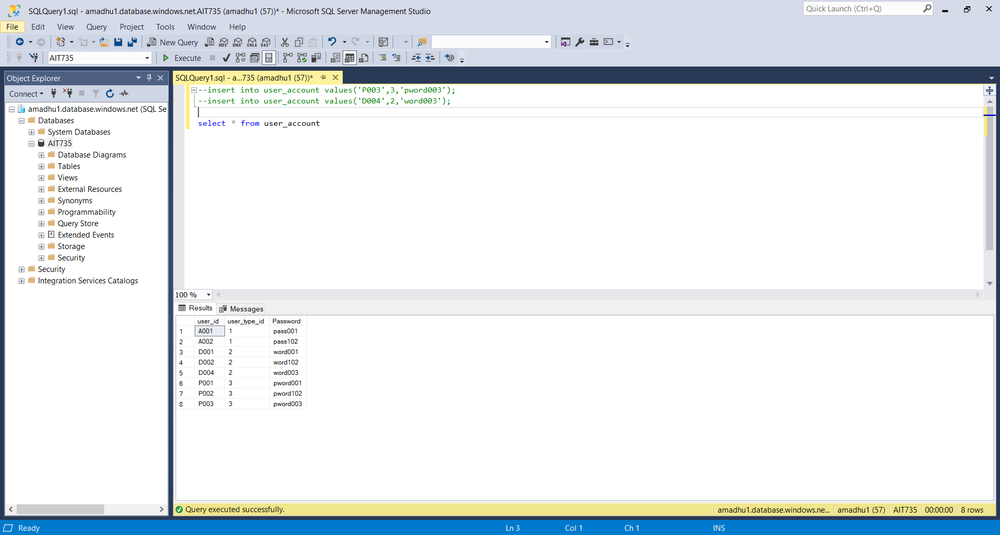 SQLQuery1.sql - amadhu1.database.windows.net.AIT735 (amadhu1 (57))* - Microsoft SQL Server Management Studio
Quick Launch (Ctrl+Q)
File Edit View Query Project Tools Window Help
New Query MDX DMX XMLA DAX
AIT735 Execute
Object Explorer
SQLQuery1.sql - a...735 (amadhu1 (57))*
Connect
amadhu1.database.windows.net (SQL Se
Databases
System Databases
AIT735
Database Diagrams
Tables
Views
External Resources
Synonyms
Programmability
Query Store
Extended Events
Storage
Security
Security
Integration Services Catalogs
--insert into user_account values('P003',3,'pword003');
--insert into user_account values('D004',2,'word003');
select * from user_account
100 %
Results Messages
user_id user_type_id Password
1 A001 1 pass001
2 A002 1 pass102
3 D001 2 word001
4 D002 2 word102
5 D004 2 word003
6 P001 3 pword001
7 P002 3 pword102
8 P003 3 pword003
Query executed successfully. amadhu1.database.windows.ne... amadhu1 (57) AIT735 00:00:00 8 rows
Ready Ln 3 Col 1 Ch 1 INS